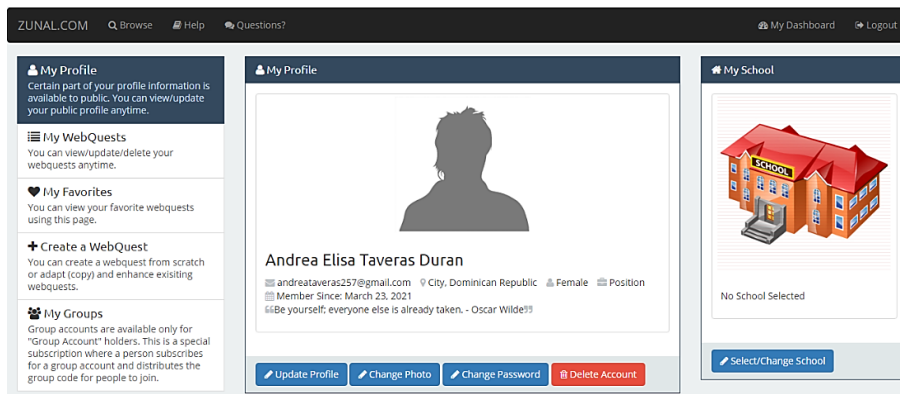 ZUNAL.COM Browse Help Questions? My Dashboard Logout
My Profile
Certain part of your profile information is
available to public. You can view/update
your public profile anytime.
My WebQuests
You can view/update/delete your
webquests anytime.
My Favorites
You can view your favorite webquests
using this page.
Create a WebQuest
You can create a webquest from scratch
or adapt (copy) and enhance exisiting
webquests.
My Groups
Group accounts are available only for
"Group Account" holders. This is a special
subscription where a person subscribes
for a group account and distributes the
group code for people to join.
My Profile
Andrea Elisa Taveras Duran
andreataveras257@gmail.com City, Dominican Republic Female Position
Member Since: March 23, 2021
Be yourself; everyone else is already taken. - Oscar Wilde
Update Profile Change Photo Change Password Delete Account
My School
SCHOOL
No School Selected
Select/Change School